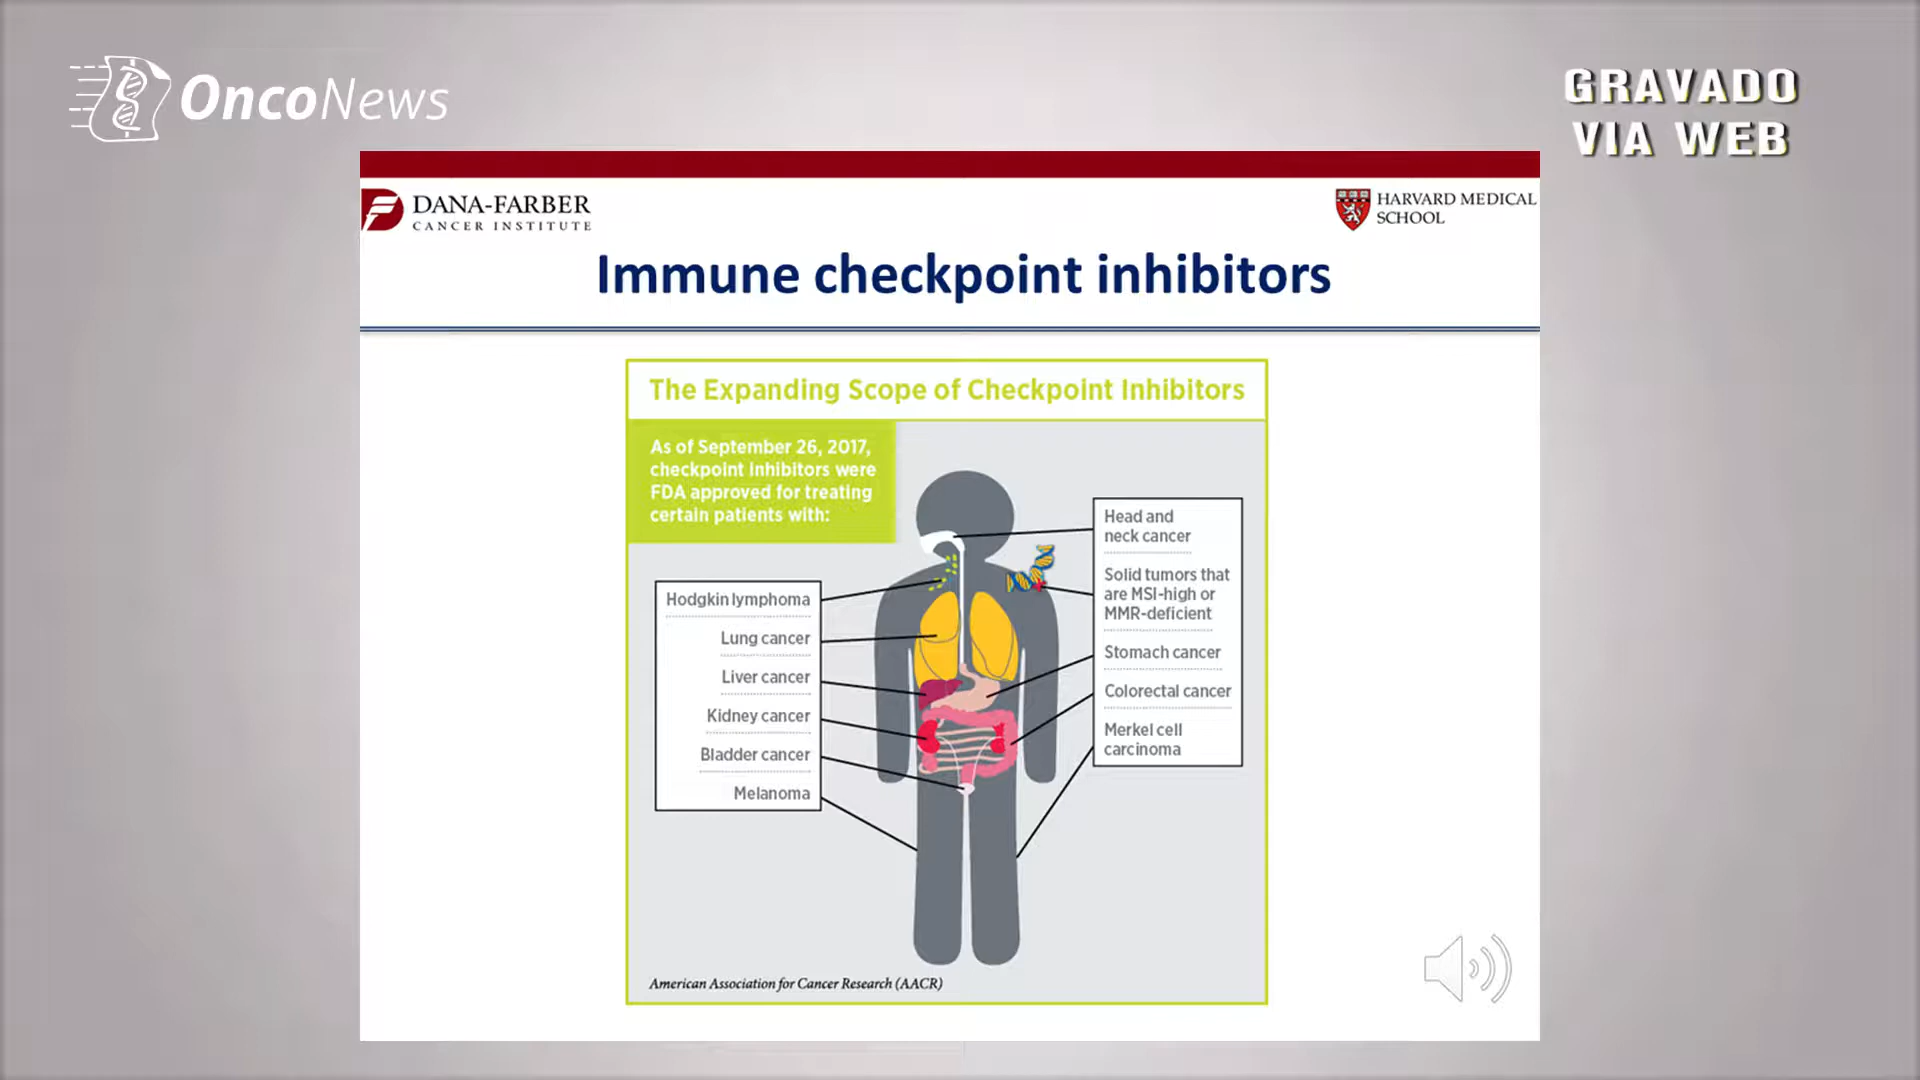 OncoNews
GRAVADO
VIA WEB
DANA-FARBER
CANCER INSTITUTE
HARVARD MEDICAL
SCHOOL
Immune checkpoint inhibitors
The Expanding Scope of Checkpoint Inhibitors
As of September 26, 2017,
checkpoint inhibitors were
FDA approved for treating
certain patients with:
Hodgkin lymphoma
Lung cancer
Liver cancer
Kidney cancer
Bladder cancer
Melanoma
Head and
neck cancer
Solid tumors that
are MSI-high or
MMR-deficient
Stomach cancer
Colorectal cancer
Merkel cell
carcinoma
American Association for Cancer Research (AACR)